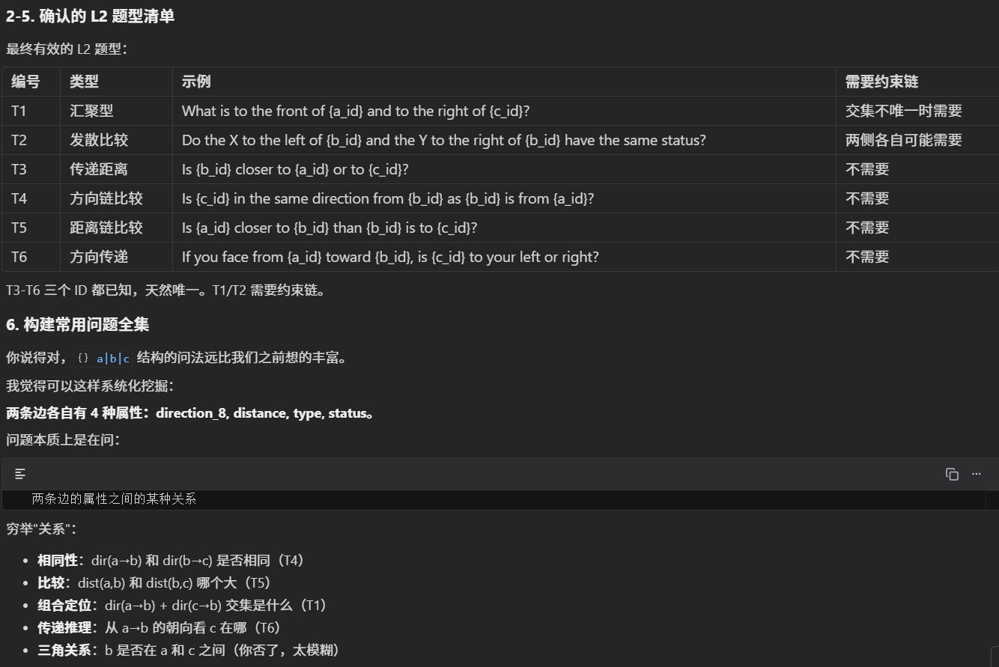 2-5. 确认的 L2 题型清单
最终有效的 L2 题型：
编号 类型 示例 需要约束链
T1 汇聚型 What is to the front of {a_id} and to the right of {c_id}? 交集不唯一时需要
T2 发散比较 Do the X to the left of {b_id} and the Y to the right of {b_id} have the same status? 两侧各自可能需要
T3 传递距离 Is {b_id} closer to {a_id} or to {c_id}? 不需要
T4 方向链比较 Is {c_id} in the same direction from {b_id} as {b_id} is from {a_id}? 不需要
T5 距离链比较 Is {a_id} closer to {b_id} than {b_id} is to {c_id}? 不需要
T6 方向传递 If you face from {a_id} toward {b_id}, is {c_id} to your left or right? 不需要
T3-T6 三个 ID 都已知，天然唯一。T1/T2 需要约束链。
6. 构建常用问题全集
你说得对， {} a|b|c 结构的问法远比我们之前想的丰富。
我觉得可以这样系统化挖掘：
两条边各自有 4 种属性：direction_8, distance, type, status。
问题本质上是在问：
两条边的属性之间的某种关系
穷举"关系"：
• 相同性：dir(a→b) 和 dir(b→c) 是否相同（T4）
• 比较：dist(a,b) 和 dist(b,c) 哪个大（T5）
• 组合定位：dir(a→b) + dir(c→b) 交集是什么（T1）
• 传递推理：从 a→b 的朝向看 c 在哪（T6）
• 三角关系：b 是否在 a 和 c 之间（你否了，太模糊）